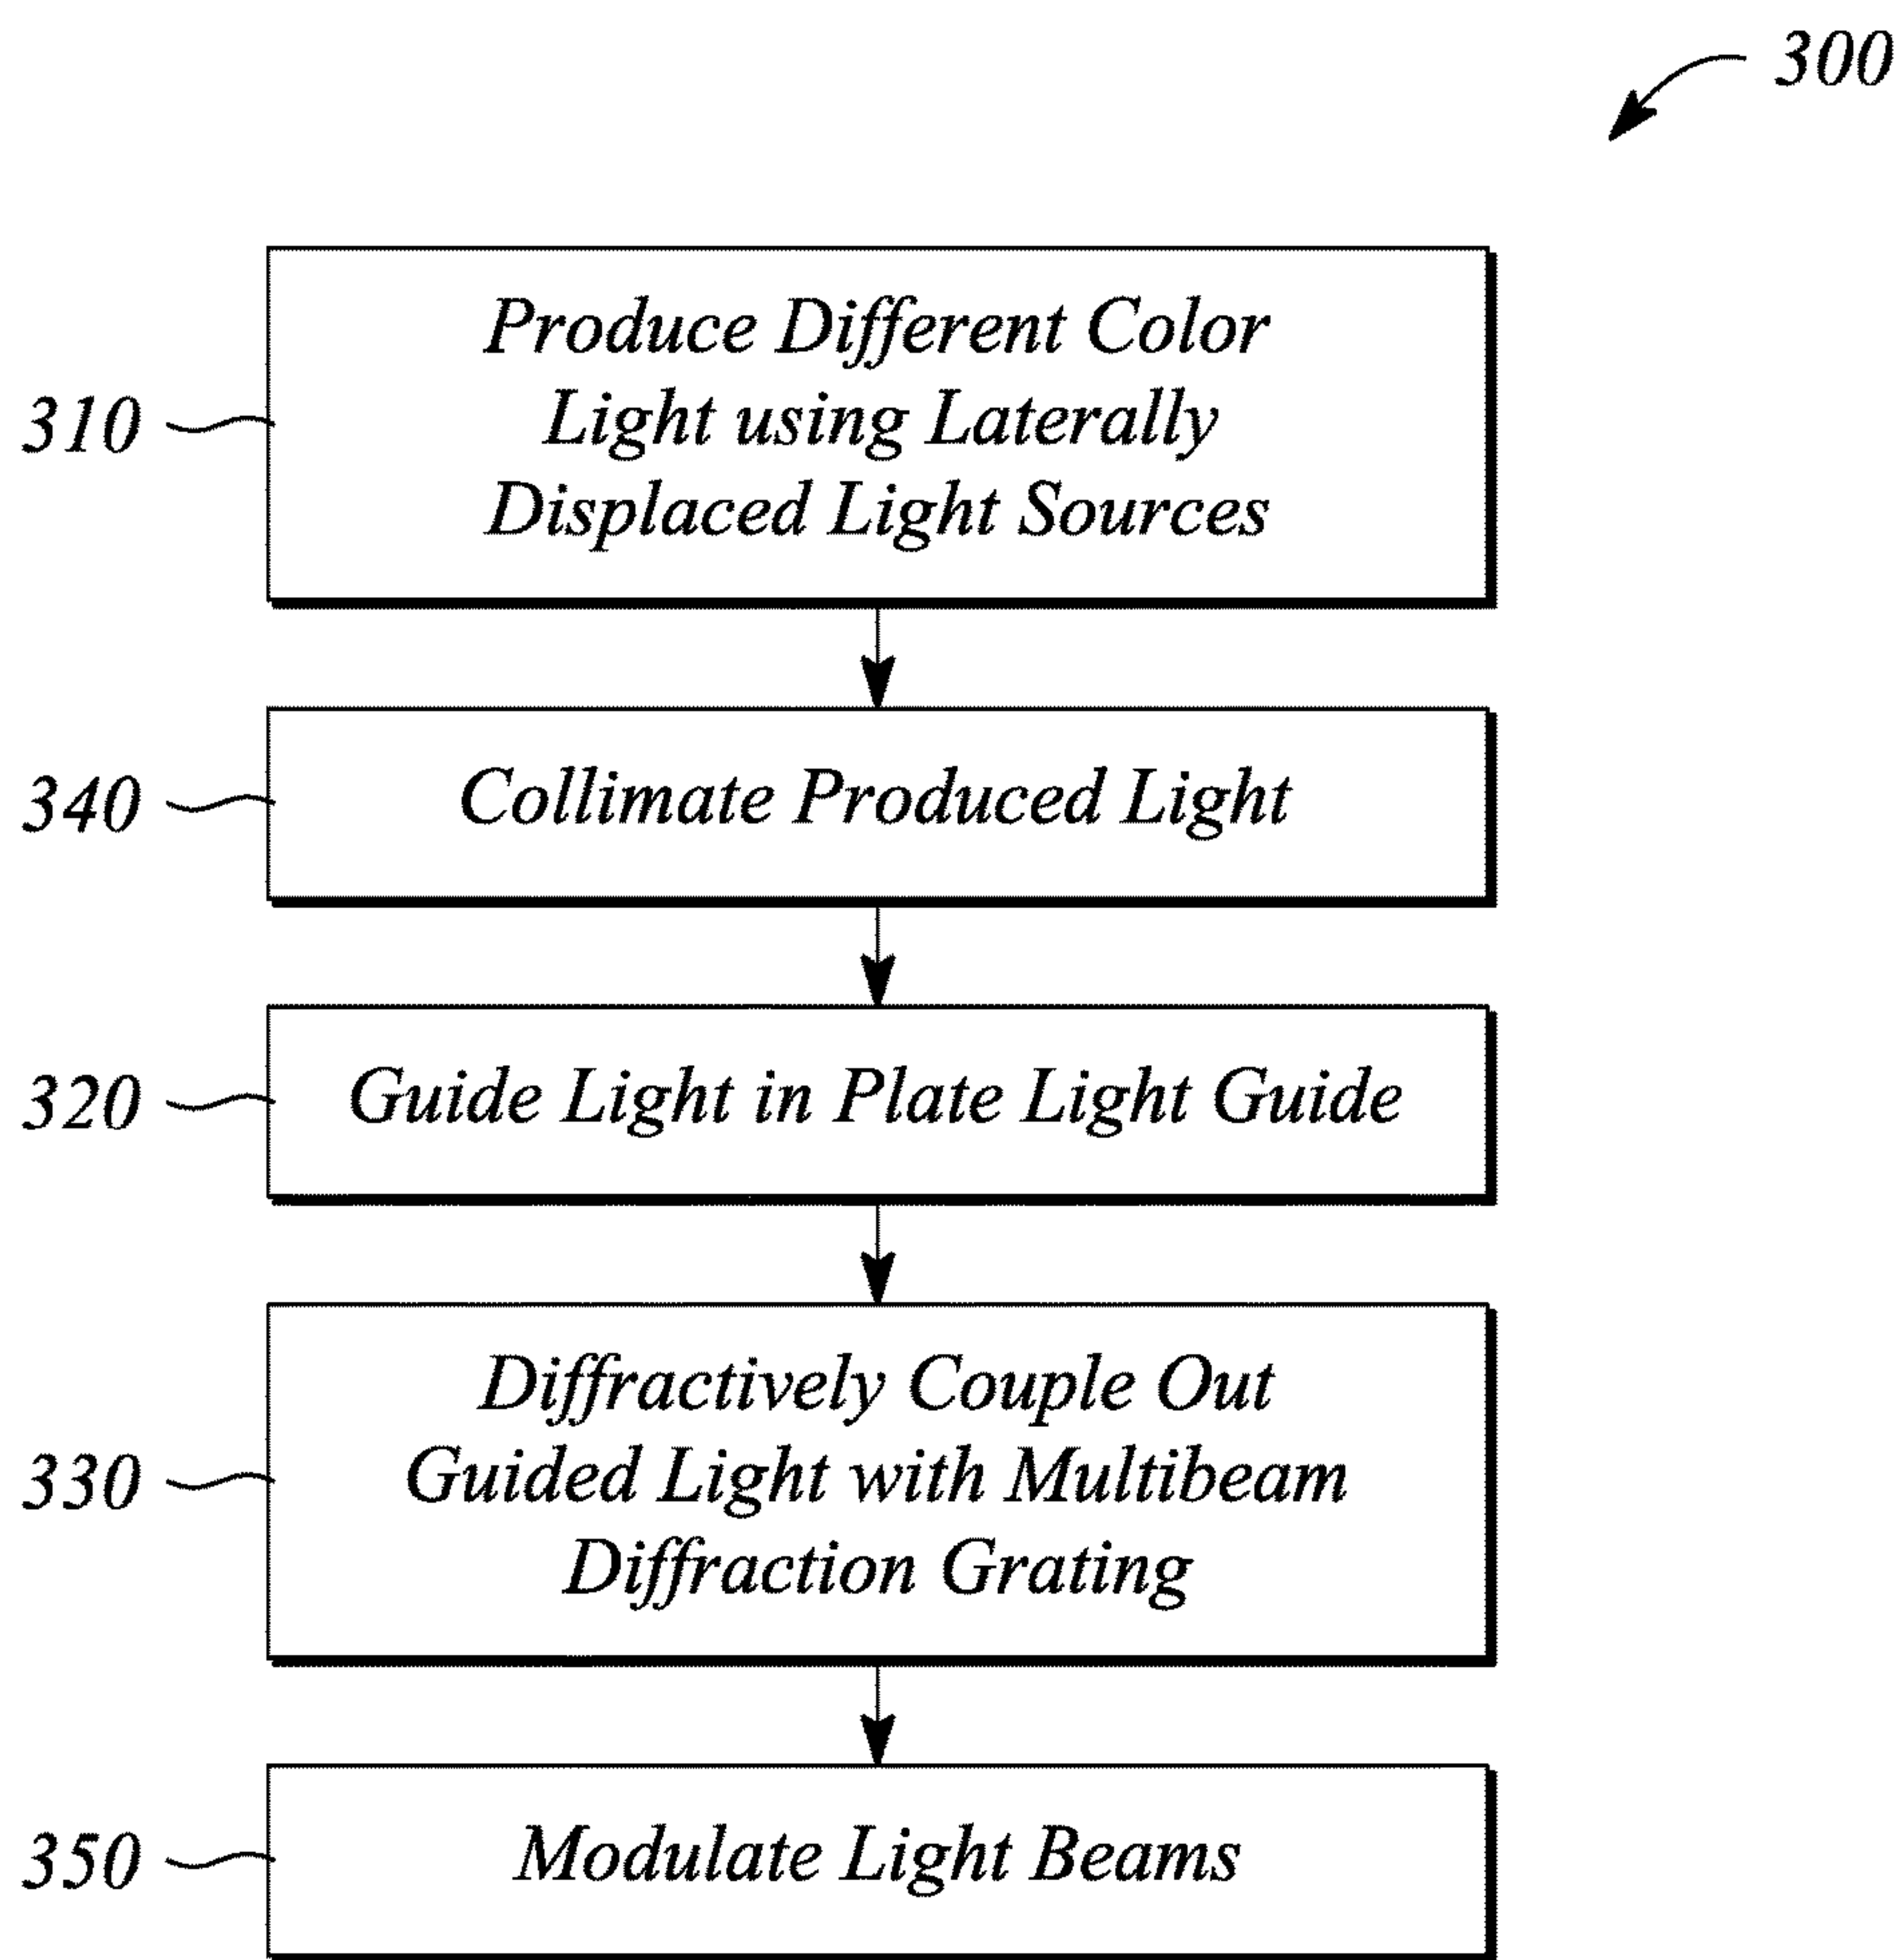 300
310
Produce Different Color
Light using Laterally
Displaced Light Sources
340
Collimate Produced Light
320
Guide Light in Plate Light Guide
330
Diffractively Couple Out
Guided Light with Multibeam
Diffraction Grating
350
Modulate Light Beams